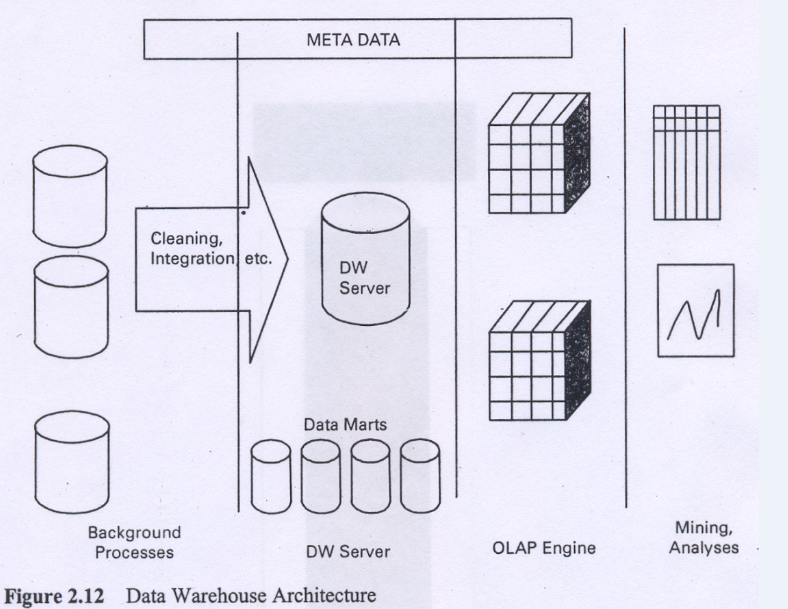 META DATA
Cleaning,
Integration, etc.
DW
Server
Data Marts
Background
Processes
DW Server
OLAP Engine
Mining,
Analyses
Figure 2.12 Data Warehouse Architecture